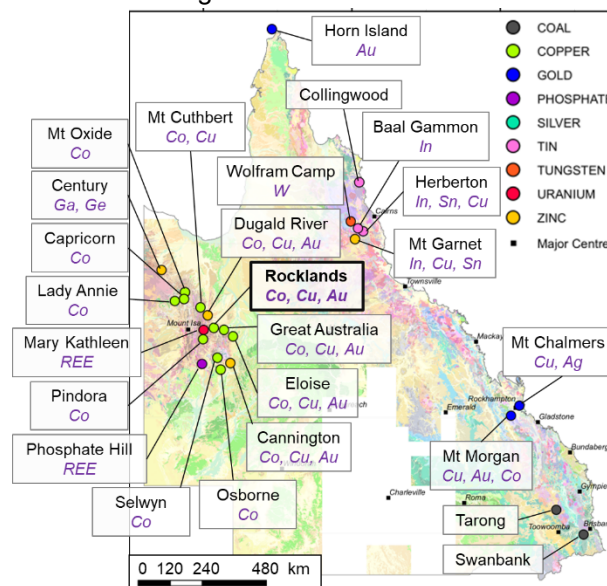 Horn Island
Au
COAL
COPPER
GOLD
PHOSPHATE
SILVER
TIN
TUNGSTEN
URANIUM
ZINC
Major Centre
Collingwood
Mt Cuthbert
Co, Cu
Baal Gammon
In
Mt Oxide
Co
Wolfram Camp
W
Herberton
In, Sn, Cu
Century
Ga, Ge
Dugald River
Co, Cu, Au
Cairns
Mt Garnet
In, Cu, Sn
Capricorn
Co
Rocklands
Co, Cu, Au
Townsville
Lady Annie
Co
Mount Isa
Great Australia
Co, Cu, Au
Mackay
Mary Kathleen
REE
Mt Chalmers
Cu, Ag
Eloise
Co, Cu, Au
Pindora
Co
Rockhampton
Emerald
Gladstone
Phosphate Hill
REE
Cannington
Co, Cu, Au
Mt Morgan
Cu, Au, Co
Bundaberg
Selwyn
Co
Osborne
Co
Charleville
Roma
Gympie
Tarong
Toowoomba
Swanbank
0 120 240 480 km